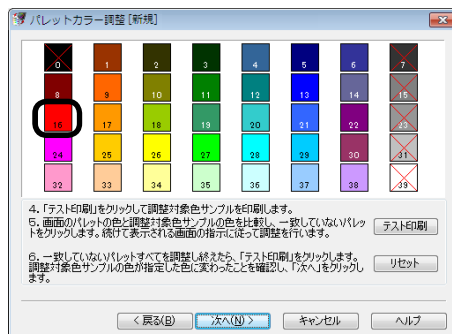 パレットカラー調整 [新規]
0 1 2 3 4 5 6 7
8 9 10 11 12 13 14 15
16 17 18 19 20 21 22 23
24 25 26 27 28 29 30 31
32 33 34 35 36 37 38 39
4. 「テスト印刷」をクリックして調整対象色サンプルを印刷します。
5. 画面のパレットの色と調整対象色サンプルの色を比較し、一致していないパレッ
トをクリックします。続けて表示される画面の指示に従って調整を行います。
テスト印刷
6. 一致していないパレットすべてを調整し終えたら、「テスト印刷」をクリックします。
調整対象色サンプルの色が指定した色に変わったことを確認し、「次へ」をクリックし
ます。
リセット
< 戻る(B) 次へ(N) > キャンセル ヘルプ